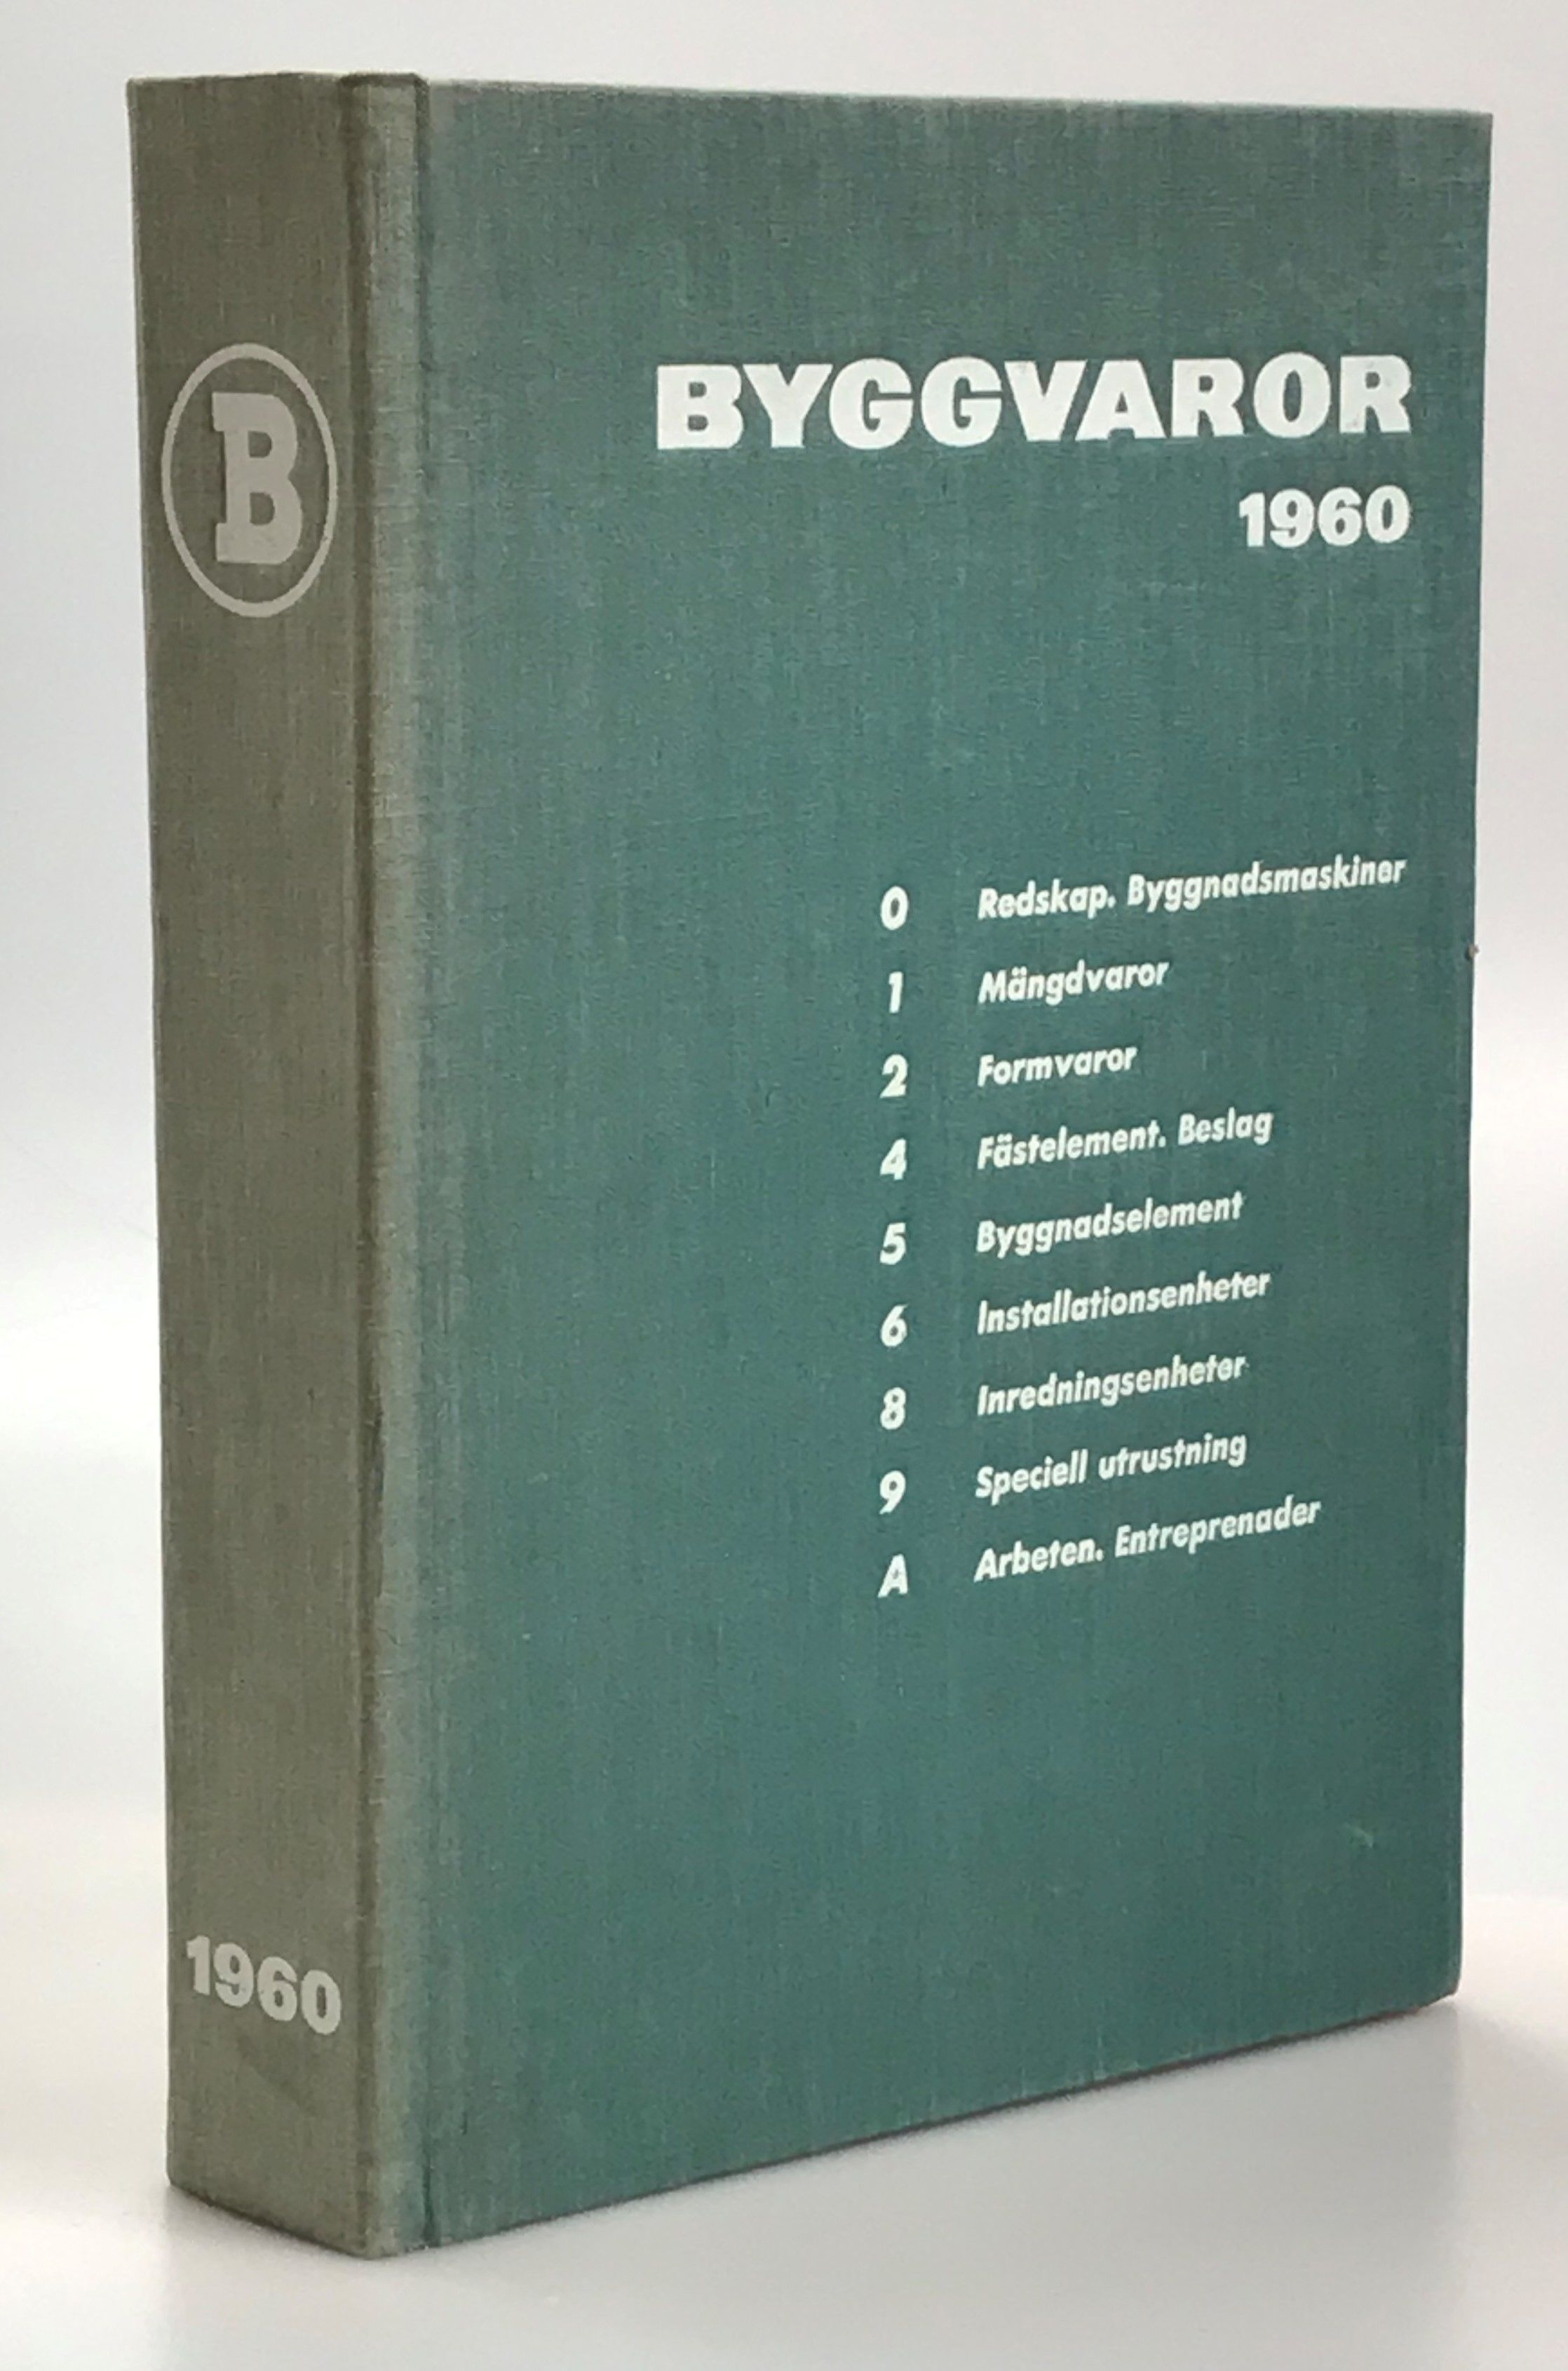 B
1960
BYGGVAROR
1960
0 Redskap. Byggnadsmaskiner
1 Mängdvaror
2 Formvaror
4 Fästelement. Beslag
5 Byggnadselement
6 Installationsenheter
8 Inredningsenheter
9 Speciell utrustning
A Arbeten. Entreprenader